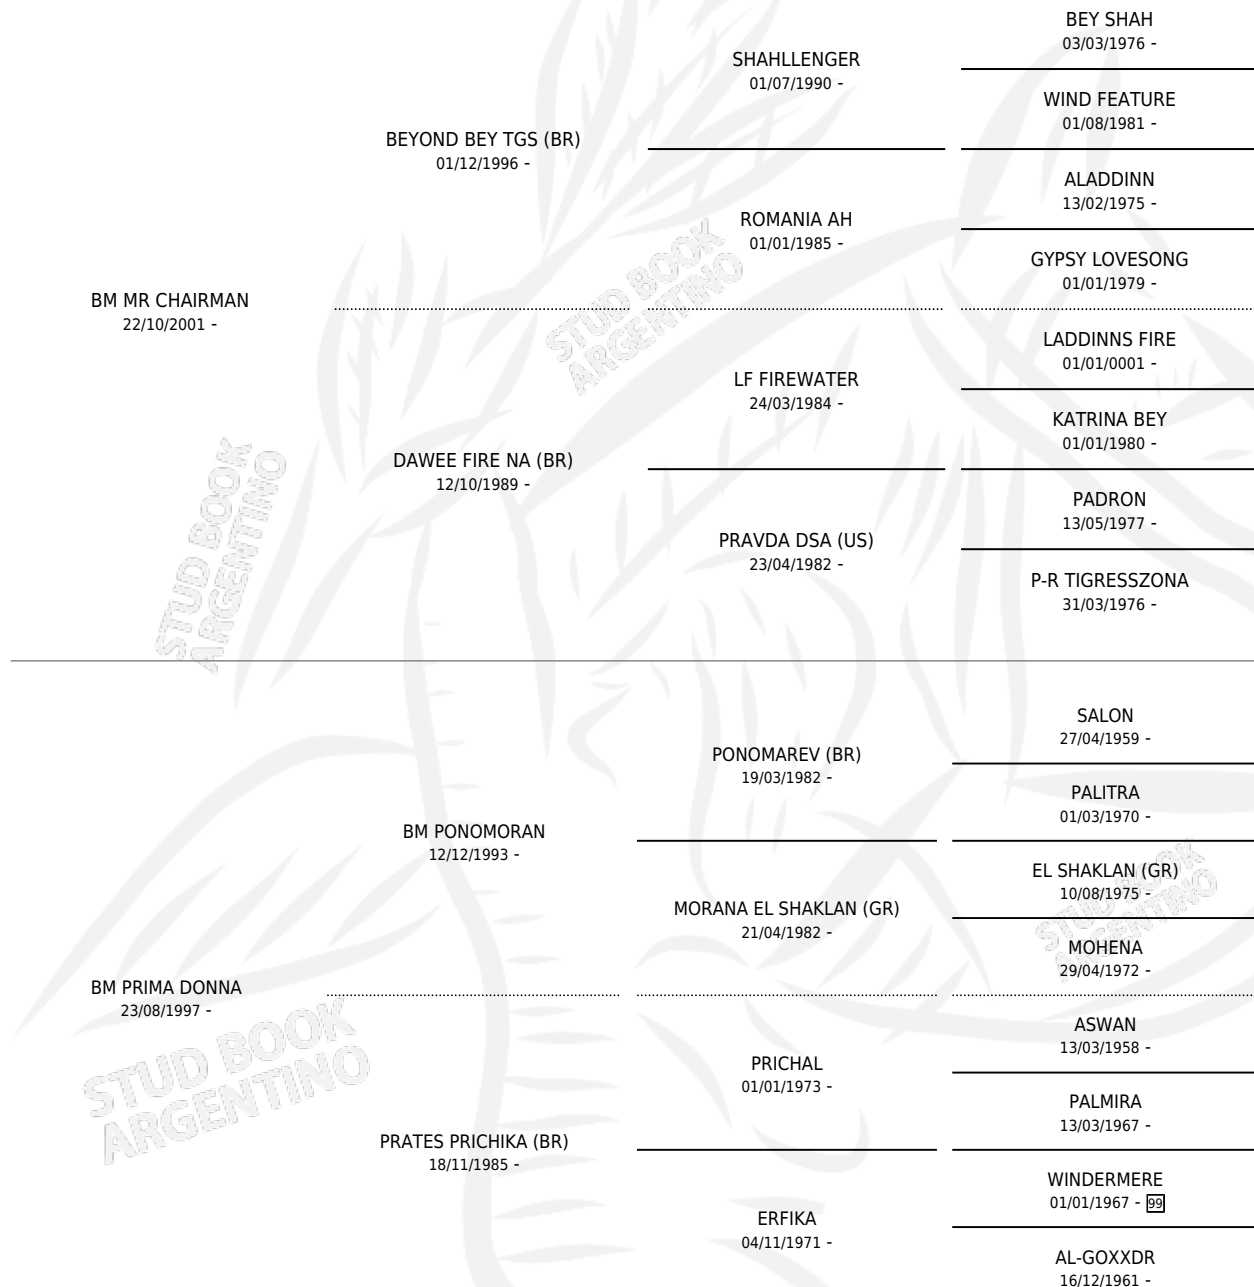 BEY SHAH
03/03/1976 -
SHAHLLENGER
01/07/1990 -
WIND FEATURE
01/08/1981 -
BEYOND BEY TGS (BR)
01/12/1996 -
ALADDINN
13/02/1975 -
ROMANIA AH
01/01/1985 -
GYPSY LOVESONG
01/01/1979 -
BM MR CHAIRMAN
22/10/2001 -
LADDINNS FIRE
01/01/0001 -
LF FIREWATER
24/03/1984 -
KATRINA BEY
01/01/1980 -
DAWEE FIRE NA (BR)
12/10/1989 -
PADRON
13/05/1977 -
PRAVDA DSA (US)
23/04/1982 -
P-R TIGRESSZONA
31/03/1976 -
STUD BOOK
ARGENTINO
STUD BOOK
ARGENTINO
SALON
27/04/1959 -
PONOMAREV (BR)
19/03/1982 -
PALITRA
01/03/1970 -
BM PONOMORAN
12/12/1993 -
EL SHAKLAN (GR)
10/08/1975 -
MORANA EL SHAKLAN (GR)
21/04/1982 -
MOHENA
29/04/1972 -
BM PRIMA DONNA
23/08/1997 -
ASWAN
13/03/1958 -
PRICHAL
01/01/1973 -
PALMIRA
13/03/1967 -
PRATES PRICHIKA (BR)
18/11/1985 -
WINDERMERE
01/01/1967 - 99
ERFIKA
04/11/1971 -
AL-GOXXDR
16/12/1961 -
STUD BOOK
ARGENTINO
STUD BOOK
ARGENTINO